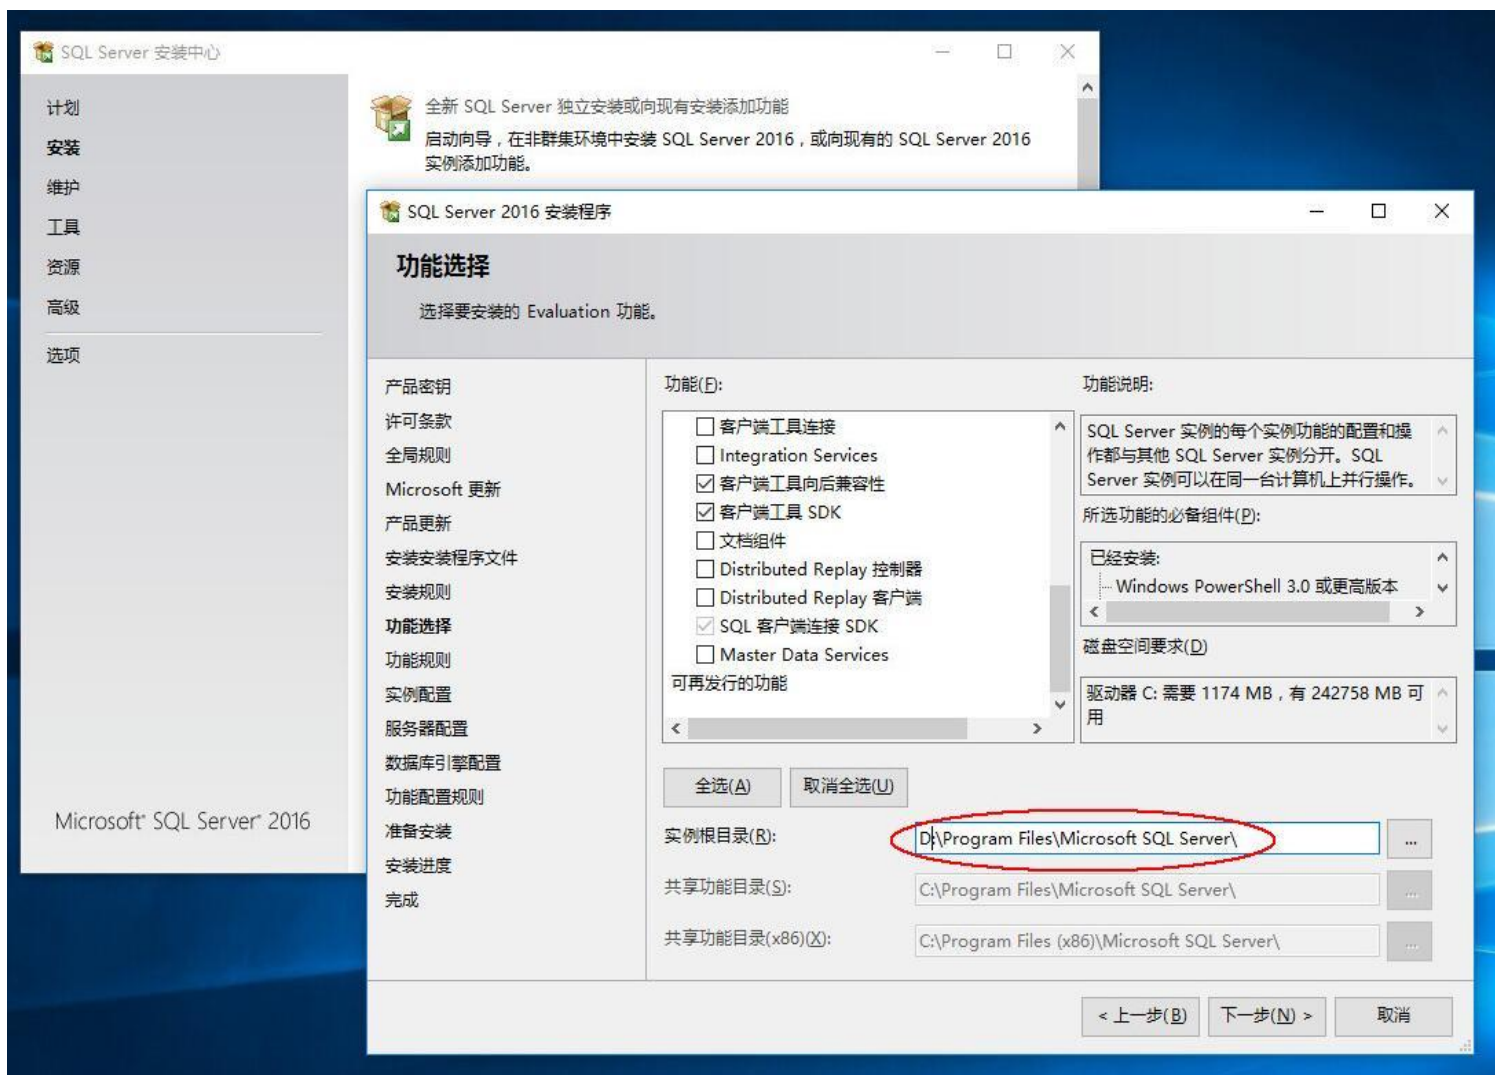 SQL Server 安装中心
计划
安装
维护
工具
资源
高级
选项
Microsoft® SQL Server® 2016
全新 SQL Server 独立安装或向现有安装添加功能
启动向导，在非群集环境中安装 SQL Server 2016，或向现有的 SQL Server 2016
实例添加功能。
SQL Server 2016 安装程序
功能选择
选择要安装的 Evaluation 功能。
产品密钥
许可条款
全局规则
Microsoft 更新
产品更新
安装安装程序文件
安装规则
功能选择
功能规则
实例配置
服务器配置
数据库引擎配置
功能配置规则
准备安装
安装进度
完成
功能(F):
客户端工具连接
Integration Services
客户端工具向后兼容性
客户端工具 SDK
文档组件
Distributed Replay 控制器
Distributed Replay 客户端
SQL 客户端连接 SDK
Master Data Services
可再发行的功能
功能说明:
SQL Server 实例的每个实例功能的配置和操
作都与其他 SQL Server 实例分开。SQL
Server 实例可以在同一台计算机上并行操作。
所选功能的必备组件(P):
已经安装:
Windows PowerShell 3.0 或更高版本
磁盘空间要求(D)
驱动器 C: 需要 1174 MB，有 242758 MB 可
用
全选(A)
取消全选(U)
实例根目录(R):
D:\Program Files\Microsoft SQL Server\
...
共享功能目录(S):
C:\Program Files\Microsoft SQL Server\
...
共享功能目录(x86)(X):
C:\Program Files (x86)\Microsoft SQL Server\
...
< 上一步(B)
下一步(N) >
取消